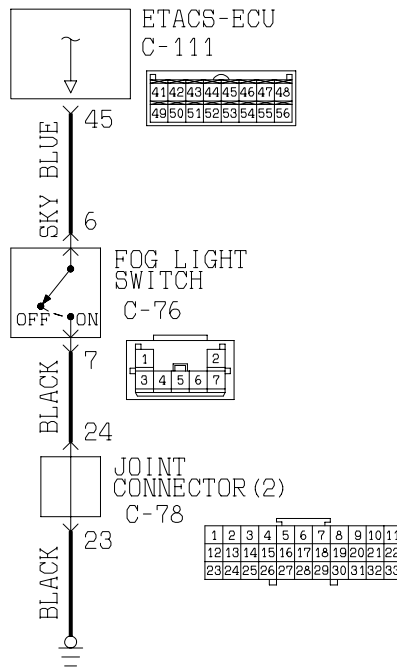 ETACS-ECU
C-111
41 42 43 44 45 46 47 48
49 50 51 52 53 54 55 56
45
SKY BLUE
6
FOG LIGHT
SWITCH
C-76
OFF ON
1 2
3 4 5 6 7
7
BLACK
24
JOINT
CONNECTOR(2)
C-78
1 2 3 4 5 6 7 8 9 10 11
12 13 14 15 16 17 18 19 20 21 22
23 24 25 26 27 28 29 30 31 32 33
23
BLACK